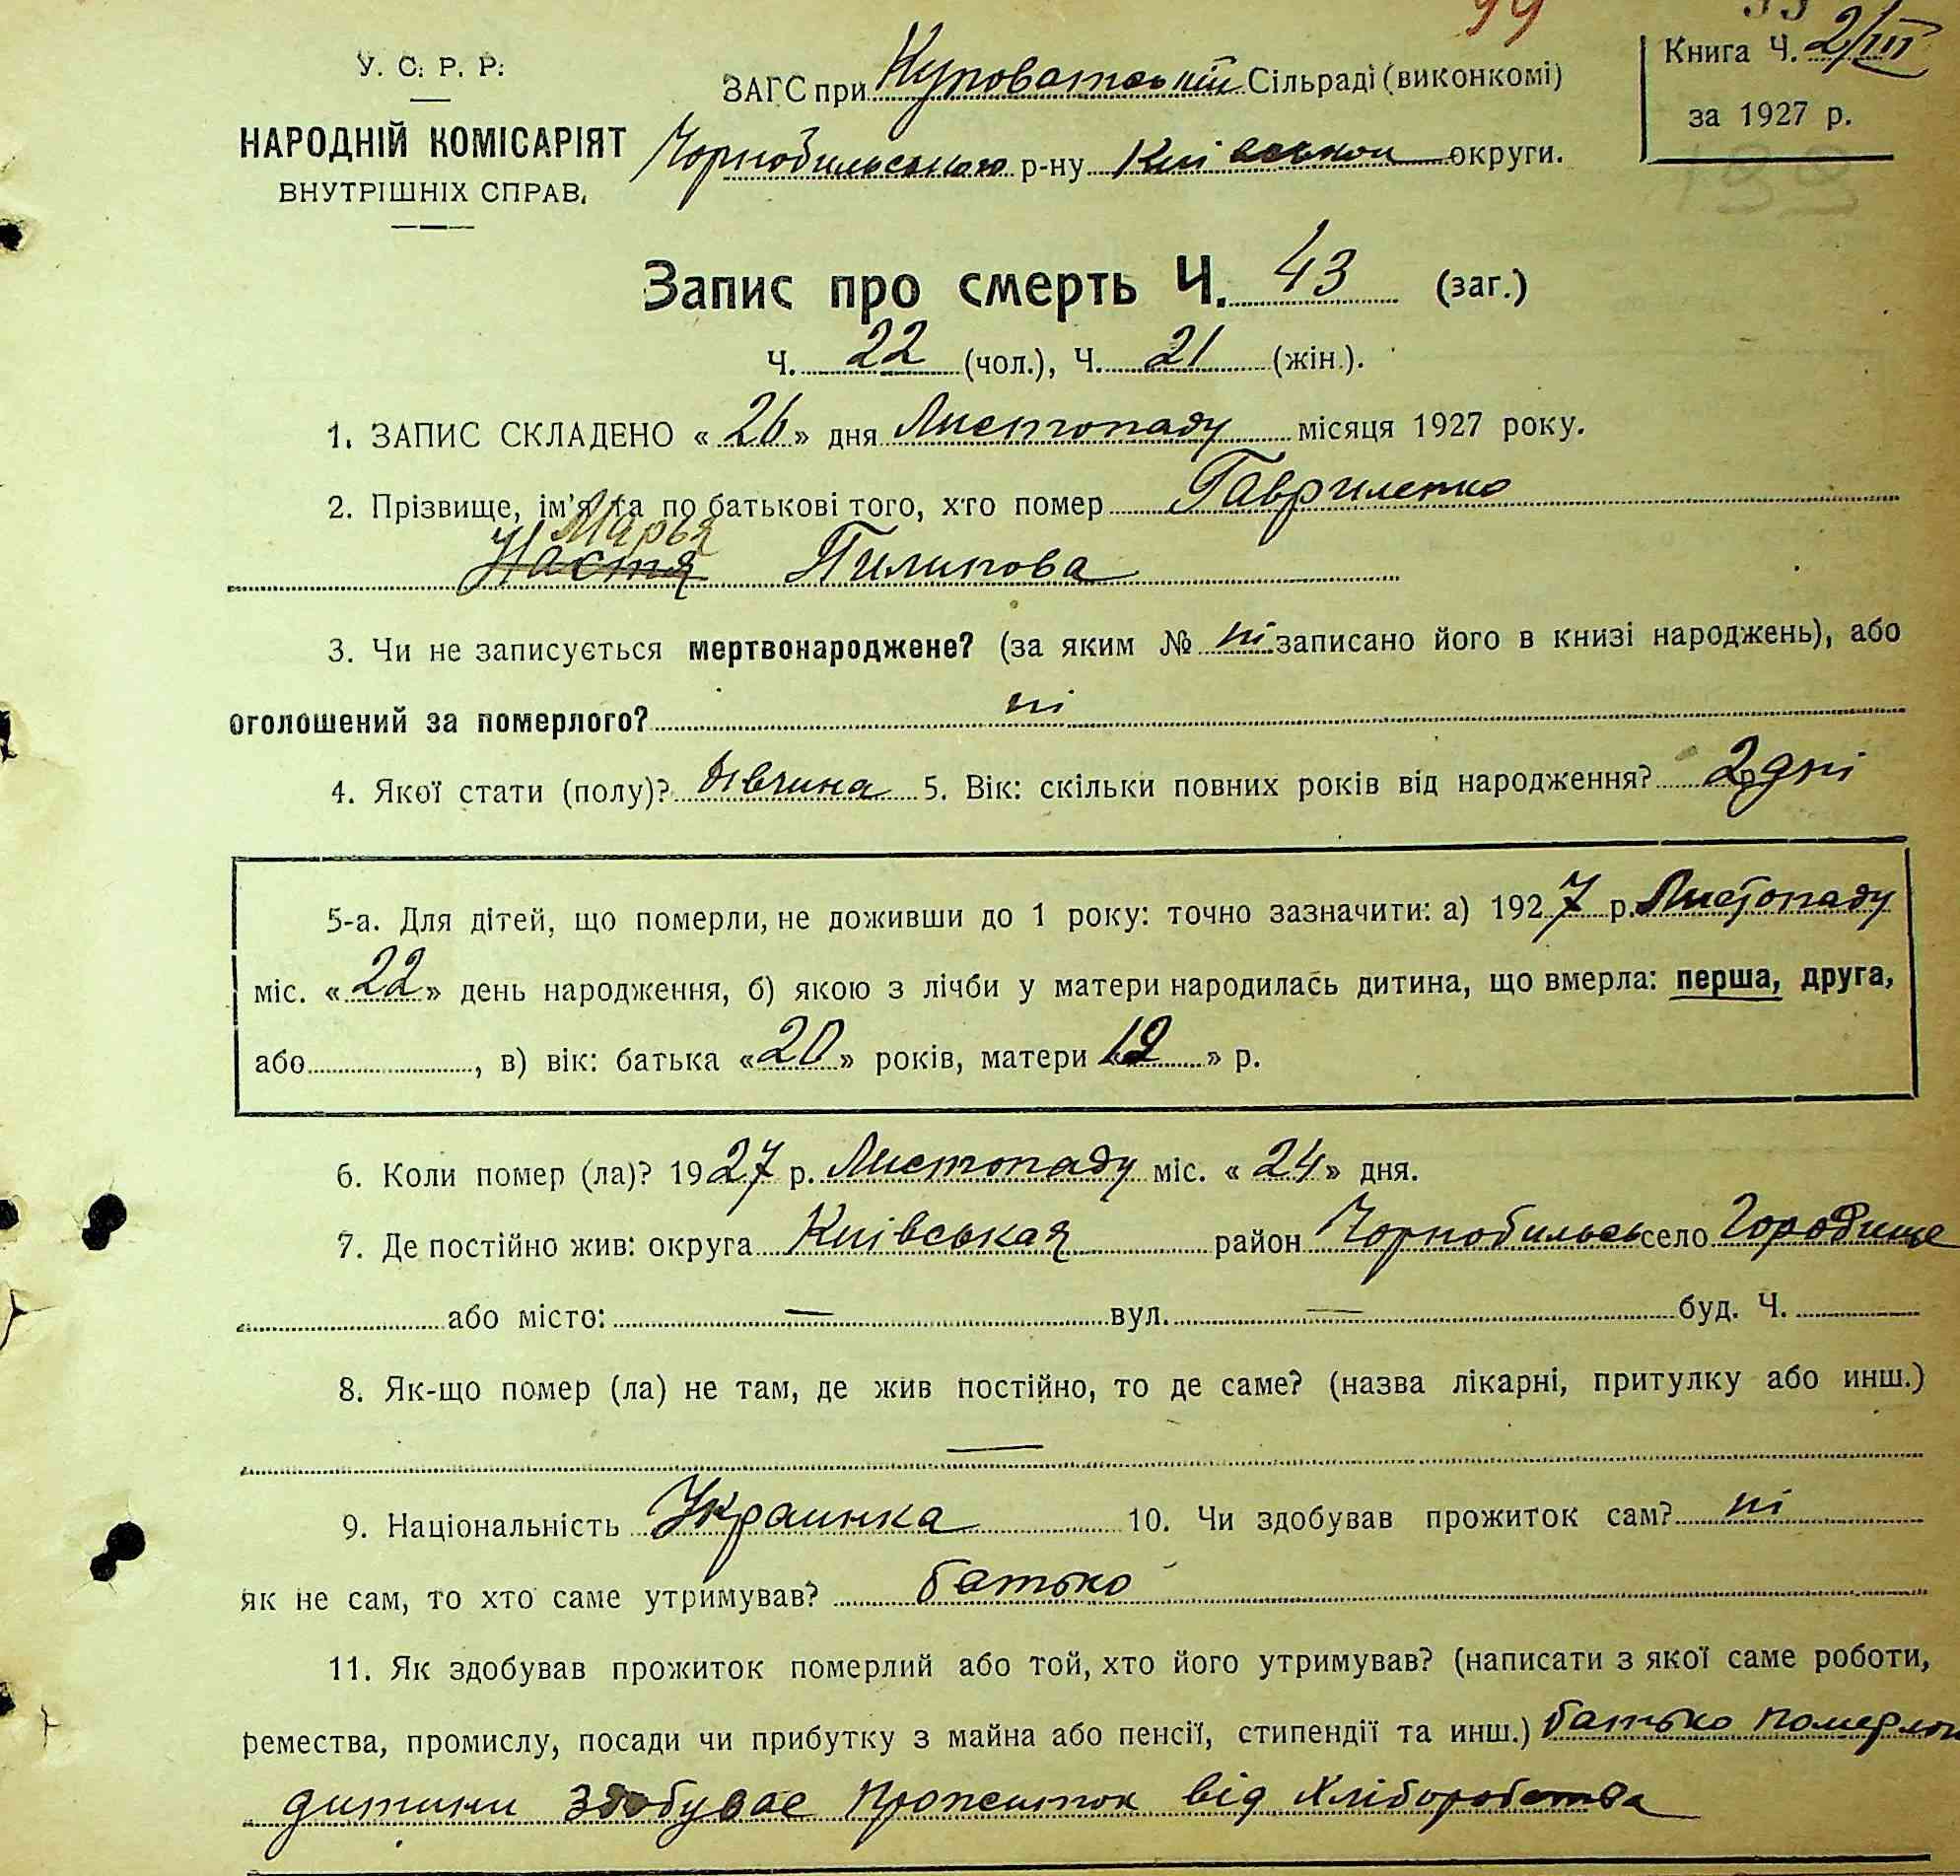 99
У. С. Р. Р.
НАРОДНІЙ КОМІСАРІЯТ
ВНУТРІШНІХ СПРАВ.
ЗАГС при Куповатській Сільраді (виконкомі)
Чорнобильського р-ну Київської округи.
Книга Ч. 2/III
за 1927 р.
Запис про смерть Ч. 43 (заг.)
Ч. 22 (чол.), Ч. 21 (жін.).
1. ЗАПИС СКЛАДЕНО «26» дня Листопаду місяця 1927 року.
2. Прізвище, ім'я та по батькові того, хто помер Гавриленко
Марья
Настя Пилипова
3. Чи не записується мертвонароджене? (за яким № ні записано його в книзі народжень), або
оголошений за померлого? ні
4. Якої стати (полу)? дівчина 5. Вік: скільки повних років від народження? 2 дні
5-а. Для дітей, що померли, не доживши до 1 року: точно зазначити: а) 1927 р. Листопаду
міс. «22» день народження, б) якою з лічби у матери народилась дитина, що вмерла: перша, друга,
або , в) вік: батька «20» років, матери « » р.
6. Коли помер (ла)? 1927 р. Листопаду міс. «24» дня.
7. Де постійно жив: округа Киівськая район Чорнобильсь село Городище
або місто: — вул. — буд. Ч.
8. Як-що помер (ла) не там, де жив постійно, то де саме? (назва лікарні, притулку або инш.)
—
9. Національність Украинка 10. Чи здобував прожиток сам? ні
як не сам, то хто саме утримував? батько
11. Як здобував прожиток померлий або той, хто його утримував? (написати з якої саме роботи,
ремества, промислу, посади чи прибутку з майна або пенсії, стипендії та инш.) батько померлои
дитини здобувае прожиток від хліборобства